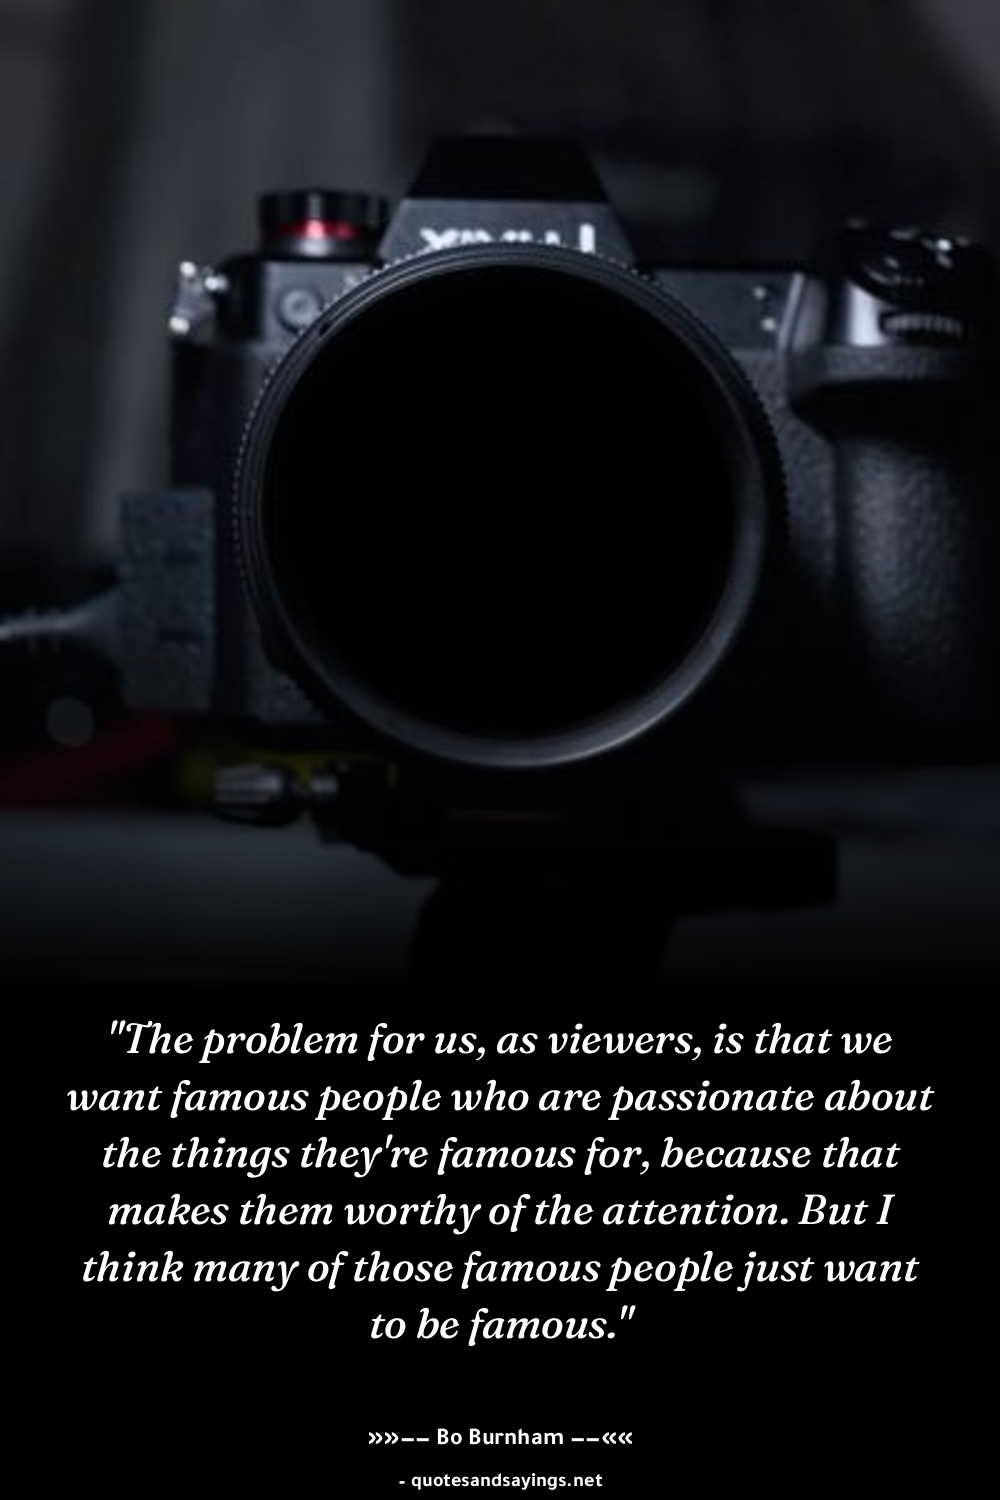 "The problem for us, as viewers, is that we
want famous people who are passionate about
the things they're famous for, because that
makes them worthy of the attention. But I
think many of those famous people just want
to be famous."
»»–– Bo Burnham ––««
- quotesandsayings.net